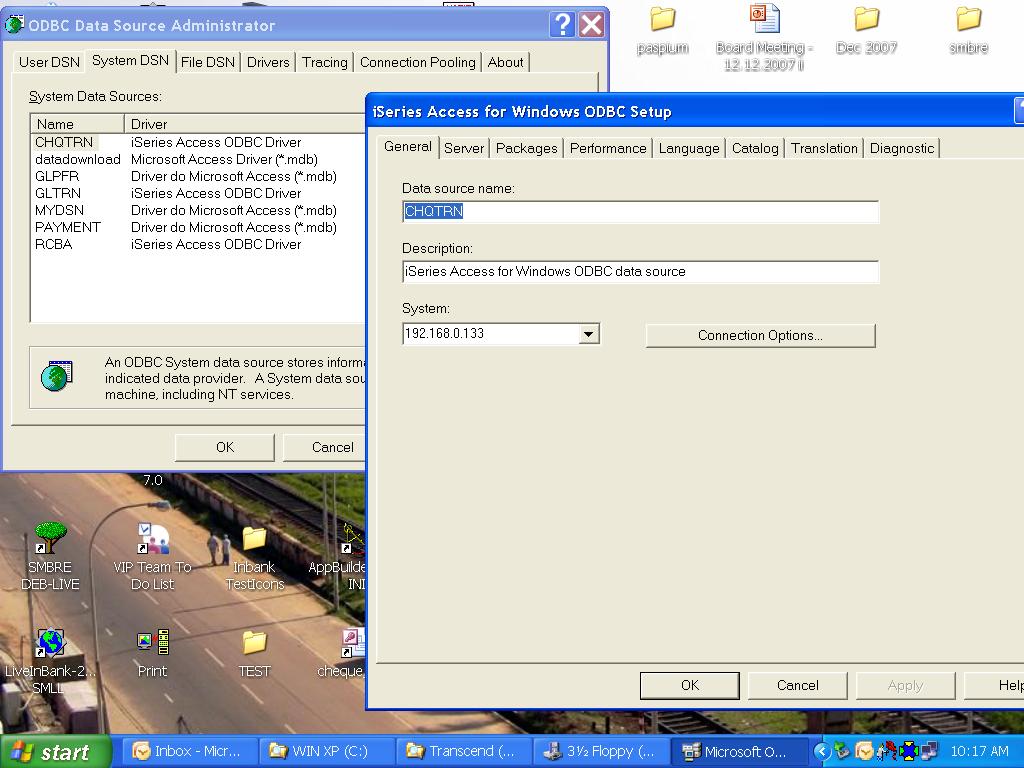 ODBC Data Source Administrator
User DSN
System DSN
File DSN
Drivers
Tracing
Connection Pooling
About
System Data Sources:
Name Driver
CHQTRN iSeries Access ODBC Driver
datadownload Microsoft Access Driver (*.mdb)
GLPFR Driver do Microsoft Access (*.mdb)
GLTRN iSeries Access ODBC Driver
MYDSN Driver do Microsoft Access (*.mdb)
PAYMENT Driver do Microsoft Access (*.mdb)
RCBA iSeries Access ODBC Driver
An ODBC System data source stores informa
indicated data provider. A System data sou
machine, including NT services.
OK
Cancel
paspium
Board Meeting -
12.12.2007 ii
Dec 2007
smbre
iSeries Access for Windows ODBC Setup
General
Server
Packages
Performance
Language
Catalog
Translation
Diagnostic
Data source name:
CHQTRN
Description:
iSeries Access for Windows ODBC data source
System:
192.168.0.133
Connection Options...
OK
Cancel
Apply
Help
7.0
SMBRE
DEB-LIVE
VIP Team To
Do List
Inbank
TestIcons
AppBuilde
INI
LiveInBank-2...
SMLL
Print
TEST
cheque
start
Inbox - Micr...
WIN XP (C:)
Transcend (...
3½ Floppy (...
Microsoft O...
10:17 AM